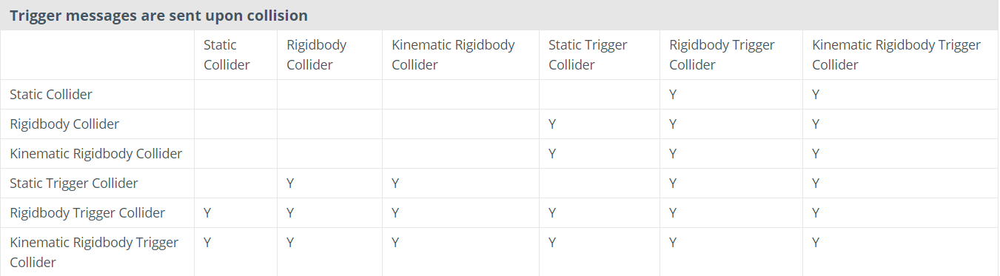 Trigger messages are sent upon collision
Static Collider Rigidbody Collider Kinematic Rigidbody Collider Static Trigger Collider Rigidbody Trigger Collider Kinematic Rigidbody Trigger Collider
Static Collider Y Y
Rigidbody Collider Y Y Y
Kinematic Rigidbody Collider Y Y Y
Static Trigger Collider Y Y Y Y
Rigidbody Trigger Collider Y Y Y Y Y Y
Kinematic Rigidbody Trigger Collider Y Y Y Y Y Y